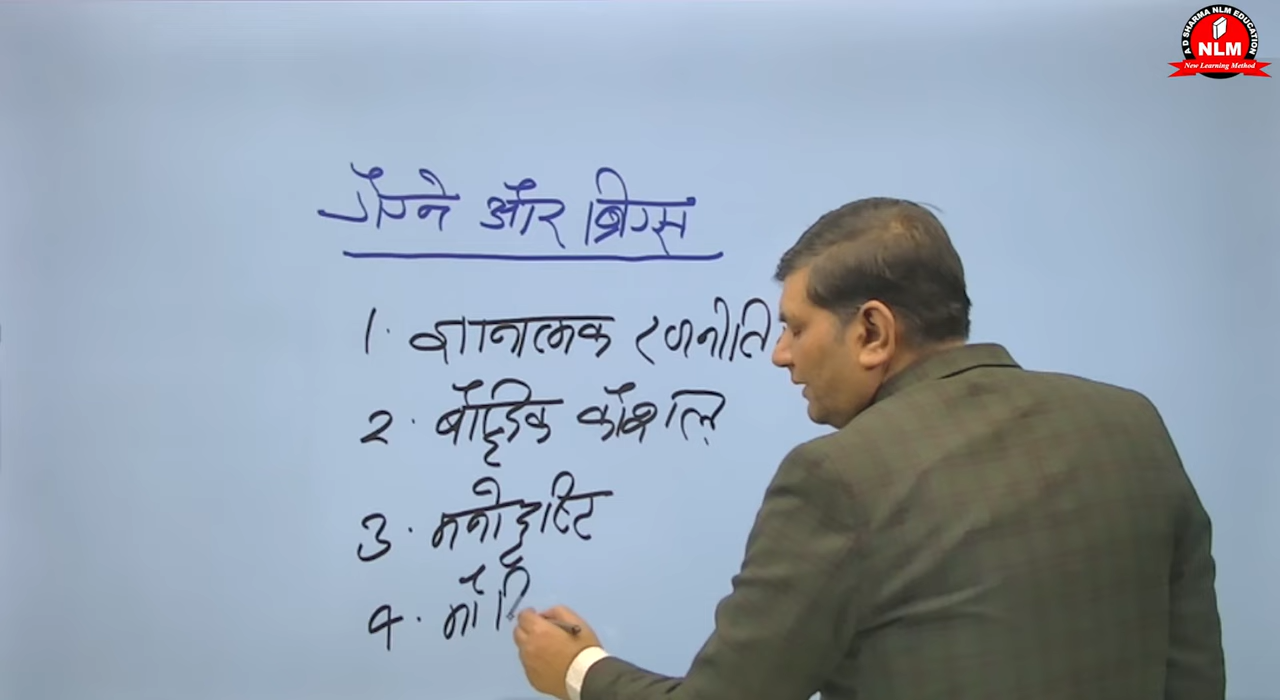 A D SHARMA NLM EDUCATION
NLM
New Learning Method
गैग्ने और ब्रिग्स
1. ज्ञानात्मक रणनीति
2. बौद्धिक कौशल
3. मनोदृष्टि
4.